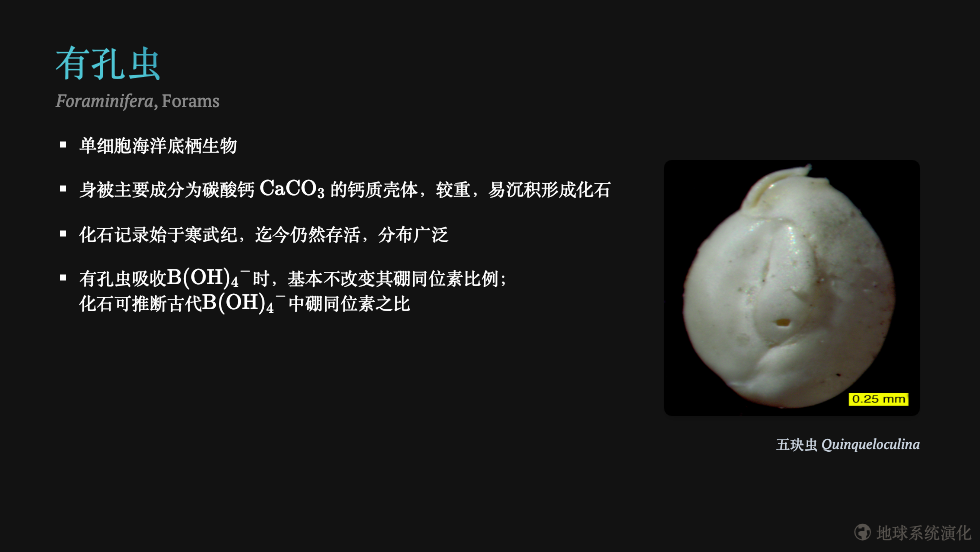 有孔虫
Foraminifera, Forams
单细胞海洋底栖生物
身被主要成分为碳酸钙 CaCO₃ 的钙质壳体，较重，易沉积形成化石
化石记录始于寒武纪，迄今仍然存活，分布广泛
有孔虫吸收B(OH)₄⁻时，基本不改变其硼同位素比例；
化石可推断古代B(OH)₄⁻中硼同位素之比
0.25 mm
五玦虫 Quinqueloculina
地球系统演化